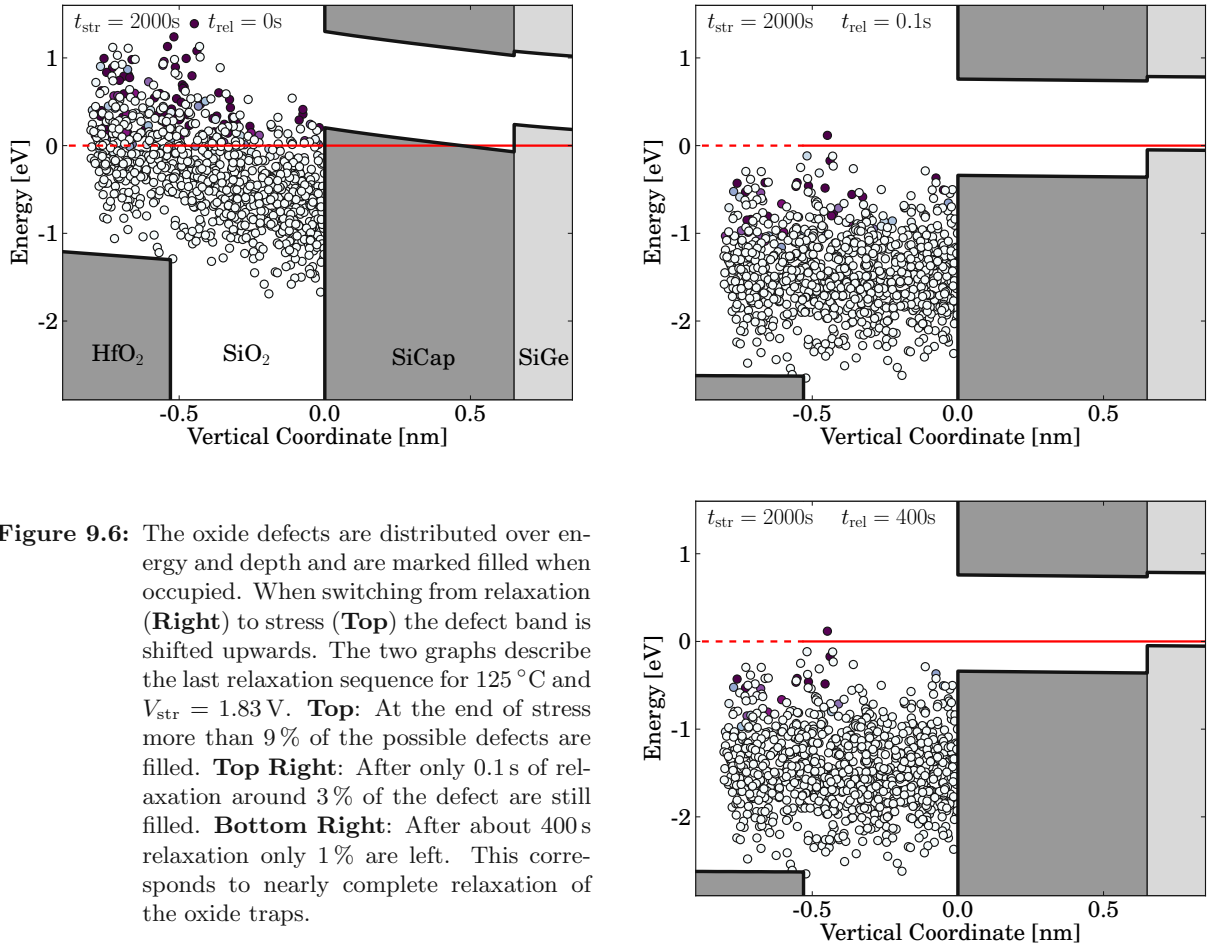 t_str = 2000s t_rel = 0s
1
0
-1
-2
Energy [eV]
HfO₂ SiO₂ SiCap SiGe
-0.5 0.0 0.5
Vertical Coordinate [nm]
t_str = 2000s t_rel = 0.1s
1
0
-1
-2
Energy [eV]
-0.5 0.0 0.5
Vertical Coordinate [nm]
Figure 9.6: The oxide defects are distributed over en-
ergy and depth and are marked filled when
occupied. When switching from relaxation
(Right) to stress (Top) the defect band is
shifted upwards. The two graphs describe
the last relaxation sequence for 125 °C and
V_str = 1.83 V. Top: At the end of stress
more than 9 % of the possible defects are
filled. Top Right: After only 0.1 s of rel-
axation around 3 % of the defect are still
filled. Bottom Right: After about 400 s
relaxation only 1 % are left. This corre-
sponds to nearly complete relaxation of
the oxide traps.
t_str = 2000s t_rel = 400s
1
0
-1
-2
Energy [eV]
-0.5 0.0 0.5
Vertical Coordinate [nm]